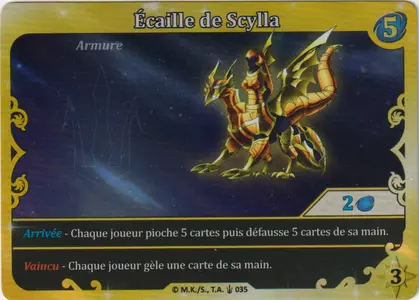 Écaille de Scylla
5
Armure
2
Arrivée - Chaque joueur pioche 5 cartes puis défausse 5 cartes de sa main.
Vaincu - Chaque joueur gèle une carte de sa main.
3
© M.K./S., T.A. 035